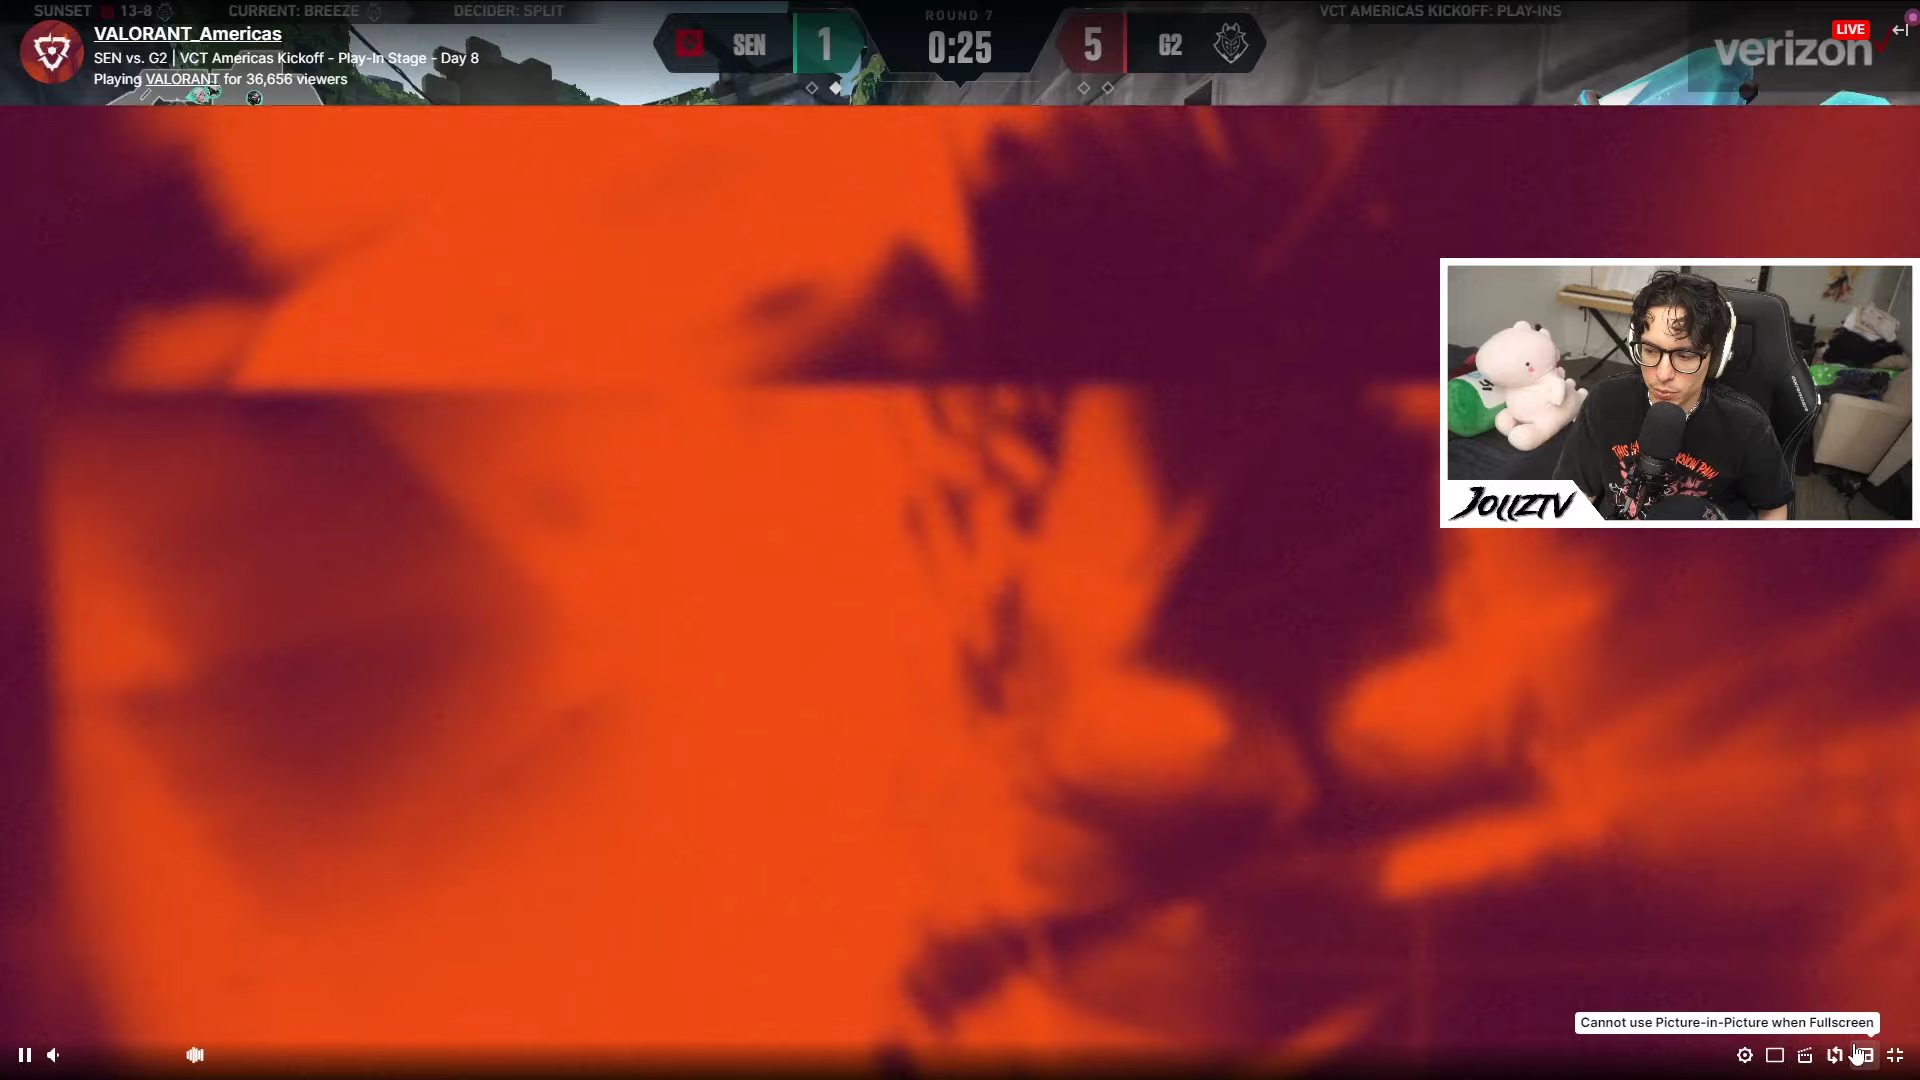 SUNSET 13-8 CURRENT: BREEZE DECIDER: SPLIT
VALORANT_Americas
SEN vs. G2 | VCT Americas Kickoff - Play-In Stage - Day 8
Playing VALORANT for 36,656 viewers
SEN 1
ROUND 7
0:25
5 G2
VCT AMERICAS KICKOFF: PLAY-INS
LIVE
verizon
JOLLZTV
Cannot use Picture-in-Picture when Fullscreen